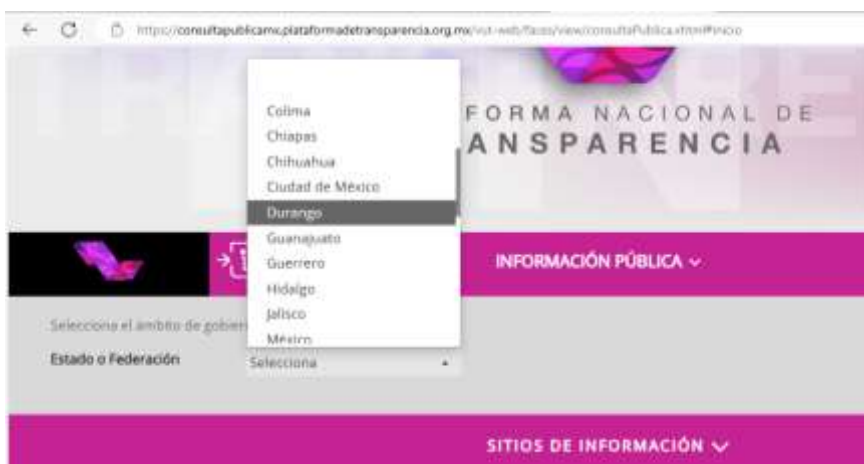 https://consultapublicamx.plataformadetransparencia.org.mx/vut-web/faces/view/consultaPublica.xhtml#inicio
FORMA NACIONAL DE
ANSPARENCIA
Colima
Chiapas
Chihuahua
Ciudad de México
Durango
Guanajuato
Guerrero
Hidalgo
Jalisco
México
INFORMACIÓN PÚBLICA
Selecciona el ámbito de gobier
Estado o Federación
Selecciona
SITIOS DE INFORMACIÓN